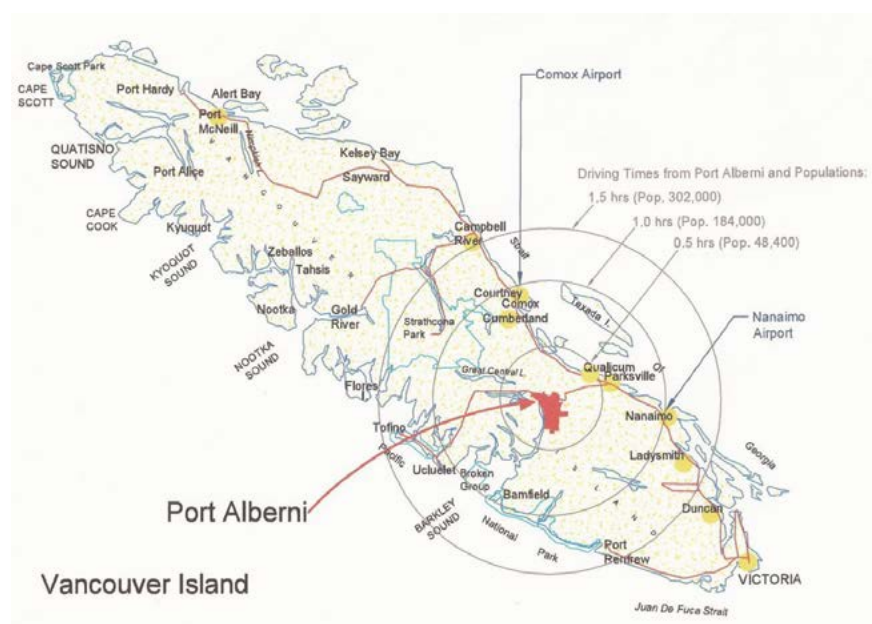 Cape Scott Park
CAPE
SCOTT
Port Hardy
Alert Bay
Port
McNeill
Nimpkish L.
QUATISNO
SOUND
Port Alice
Kelsey Bay
Sayward
CAPE
COOK
Kyuquot
KYOQUOT
SOUND
Zeballos
Tahsis
Nootka
Gold
River
NOOTKA
SOUND
VANCOUVER
Campbell
River
Strait
Comox Airport
Driving Times from Port Alberni and Populations:
1.5 hrs (Pop. 302,000)
1.0 hrs (Pop. 184,000)
0.5 hrs (Pop. 48,400)
Courtney
Comox
Cumberland
Texada I.
Strathcona
Park
Great Central L.
Nanaimo
Airport
Qualicum
Of
Parksville
Flores
Nanaimo
Tofino
Pacific
Ucluelet
Broken
Group
Ladysmith
Georgia
ISLAND
Bamfield
BARKLEY
SOUND
National
Park
Duncan
Port Alberni
Port
Renfrew
VICTORIA
Vancouver Island
Juan De Fuca Strait